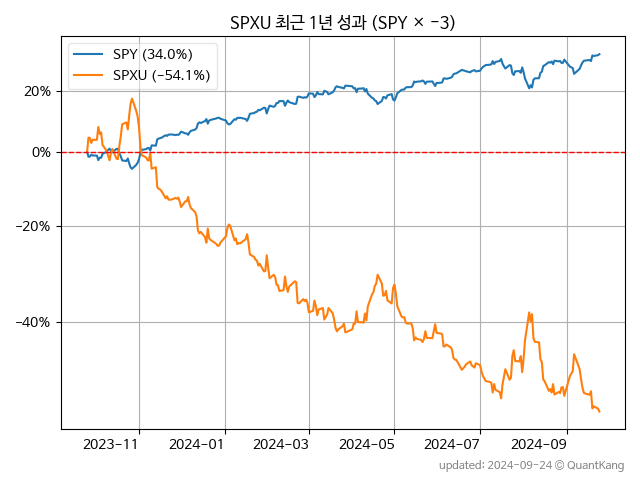 SPXU 최근 1년 성과 (SPY × −3)
SPY (34.0%)
SPXU (−54.1%)
20%
0%
−20%
−40%
2023-11
2024-01
2024-03
2024-05
2024-07
2024-09
updated: 2024-09-24 © QuantKang